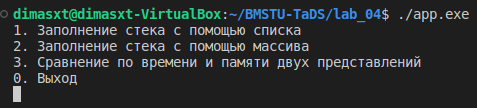 dimasxt@dimasxt-VirtualBox:~/BMSTU-TaDS/lab_04$ ./app.exe
1. Заполнение стека с помощью списка
2. Заполнение стека с помощью массива
3. Сравнение по времени и памяти двух представлений
0. Выход